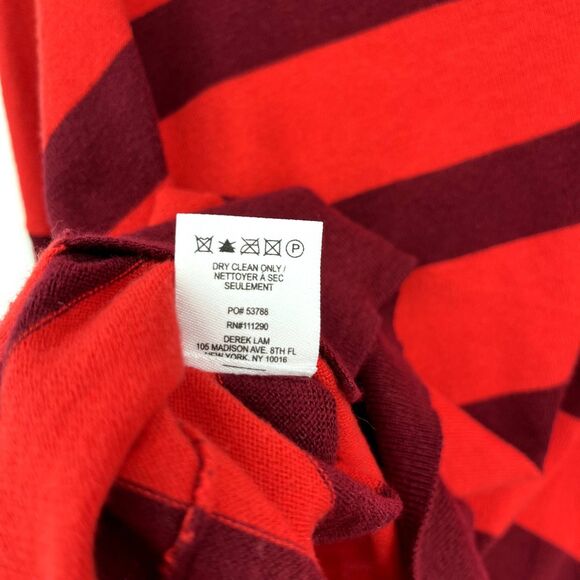 P
DRY CLEAN ONLY /
NETTOYER A SEC
SEULEMENT
PO# 53788
RN#111290
DEREK LAM
105 MADISON AVE. 8TH FL
NEW YORK, NY 10016